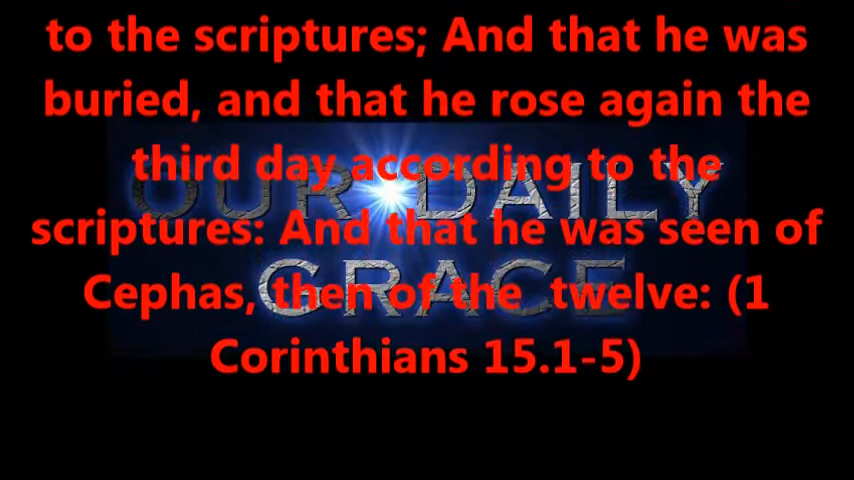 to the scriptures; And that he was
buried, and that he rose again the
third day according to the
scriptures: And that he was seen of
Cephas, then of the twelve: (1
Corinthians 15.1-5)
OUR DAILY
GRACE